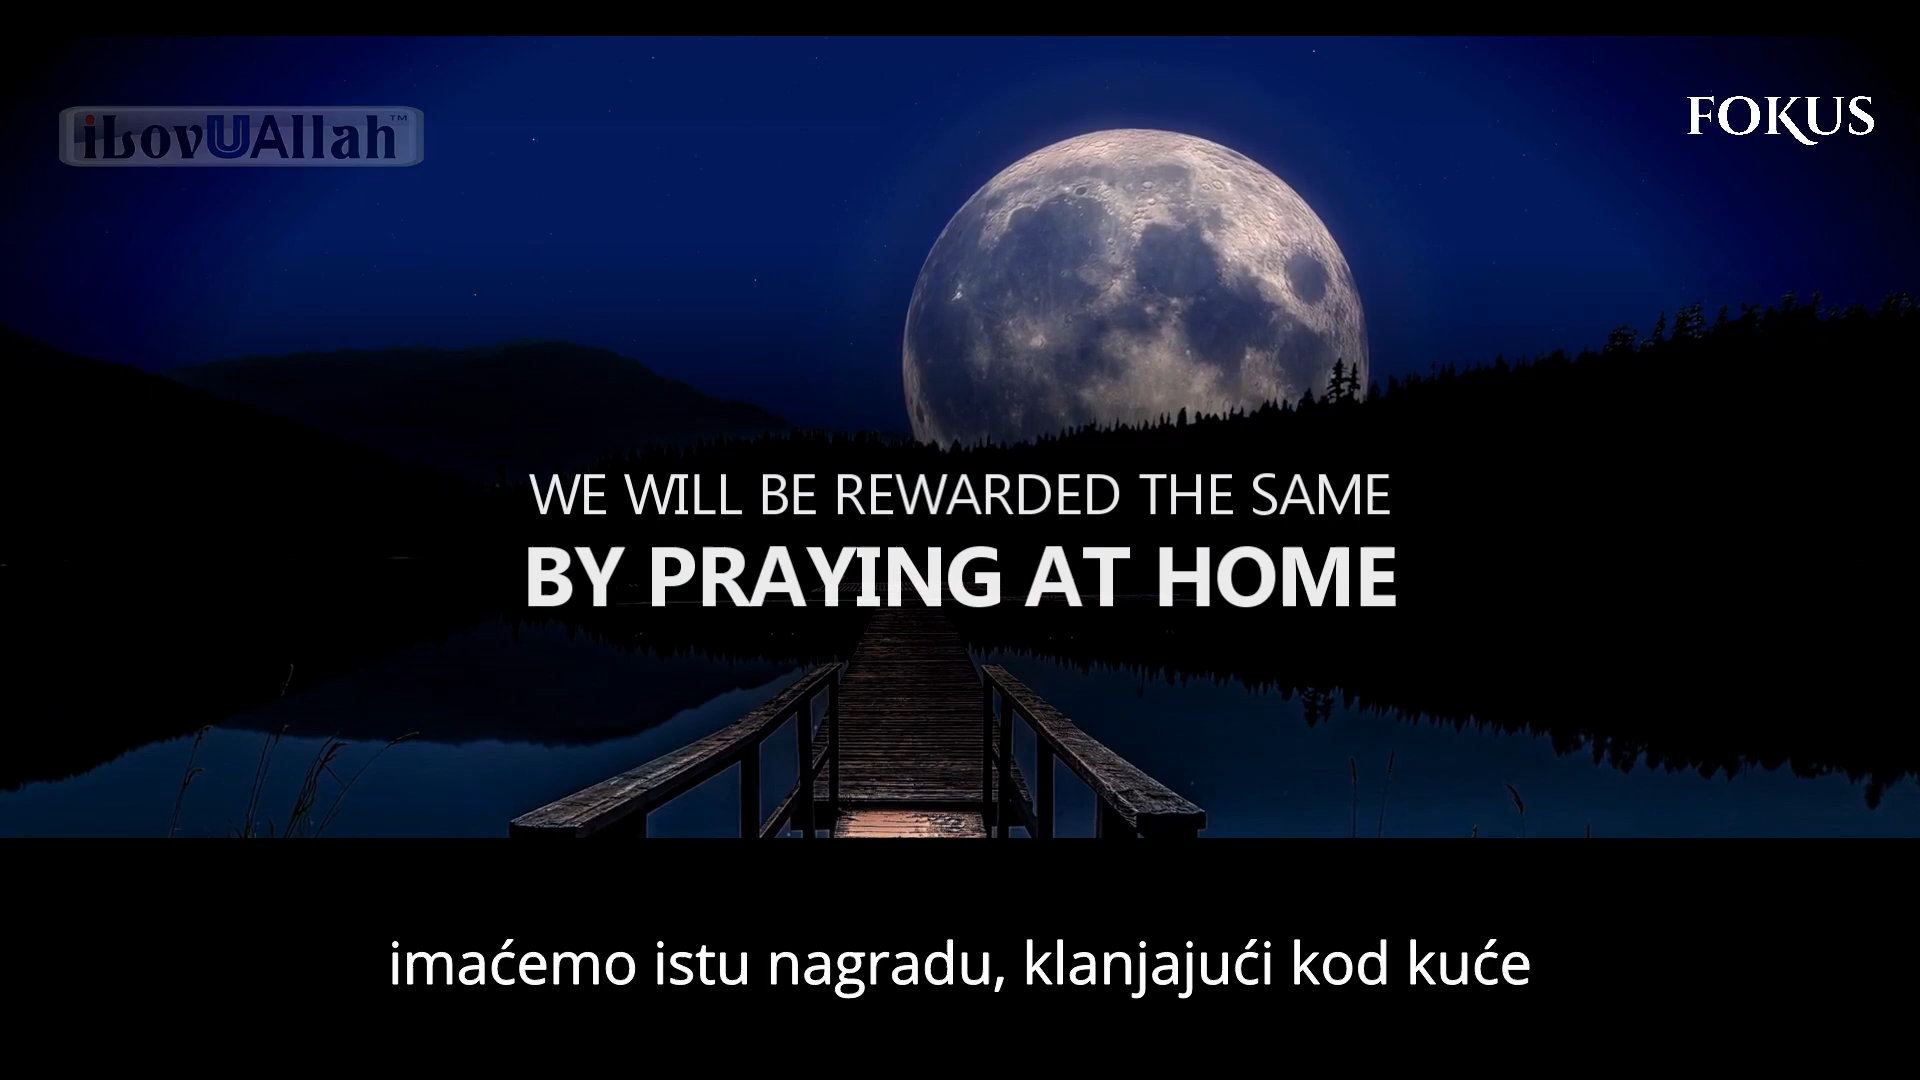 iLovUAllah™
FOKUS
WE WILL BE REWARDED THE SAME
BY PRAYING AT HOME
imaćemo istu nagradu, klanjajući kod kuće